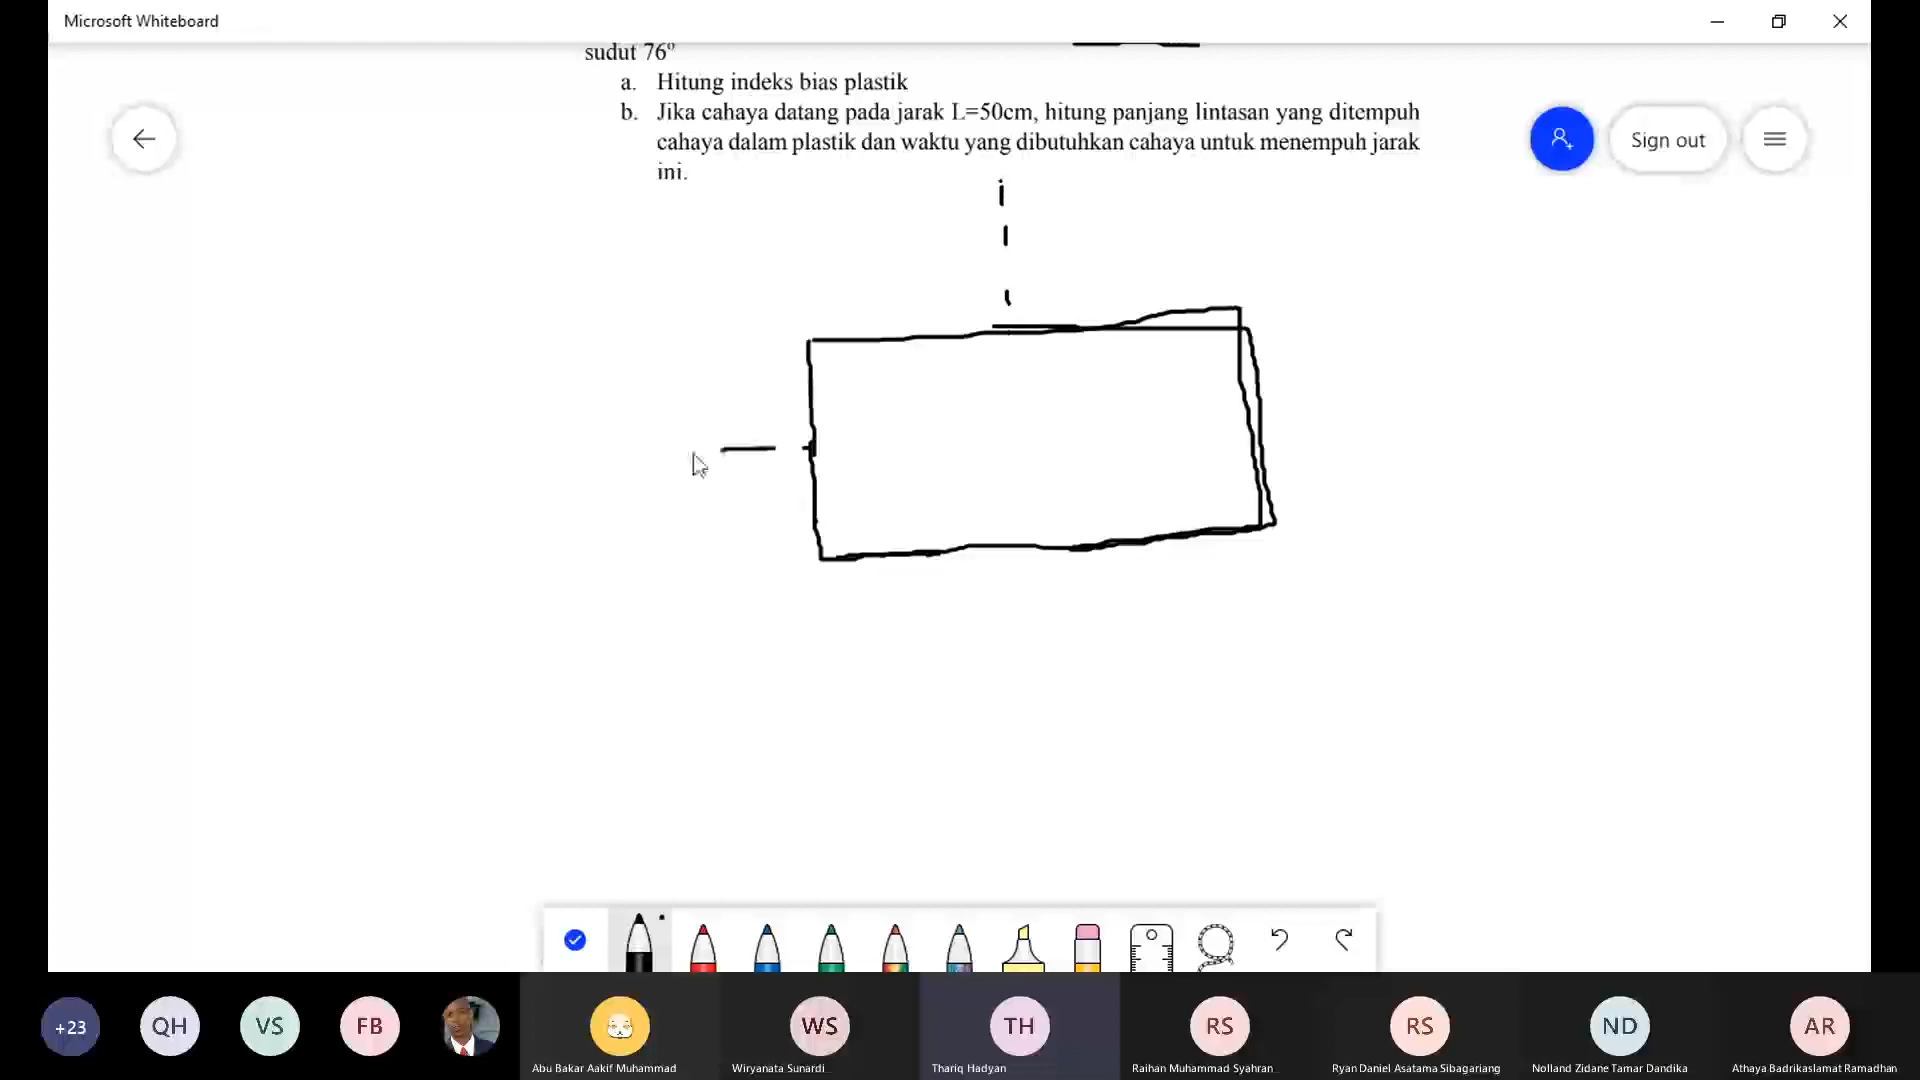 Microsoft Whiteboard
sudut 76°
a. Hitung indeks bias plastik
b. Jika cahaya datang pada jarak L=50cm, hitung panjang lintasan yang ditempuh
cahaya dalam plastik dan waktu yang dibutuhkan cahaya untuk menempuh jarak
ini.
Sign out
+23
QH
VS
FB
WS
TH
RS
RS
ND
AR
Abu Bakar Aakif Muhammad
Wiryanata Sunardi...
Thariq Hadyan
Raihan Muhammad Syahran...
Ryan Daniel Asatama Sibagariang
Nolland Zidane Tamar Dandika
Athaya Badrikaslamat Ramadhan